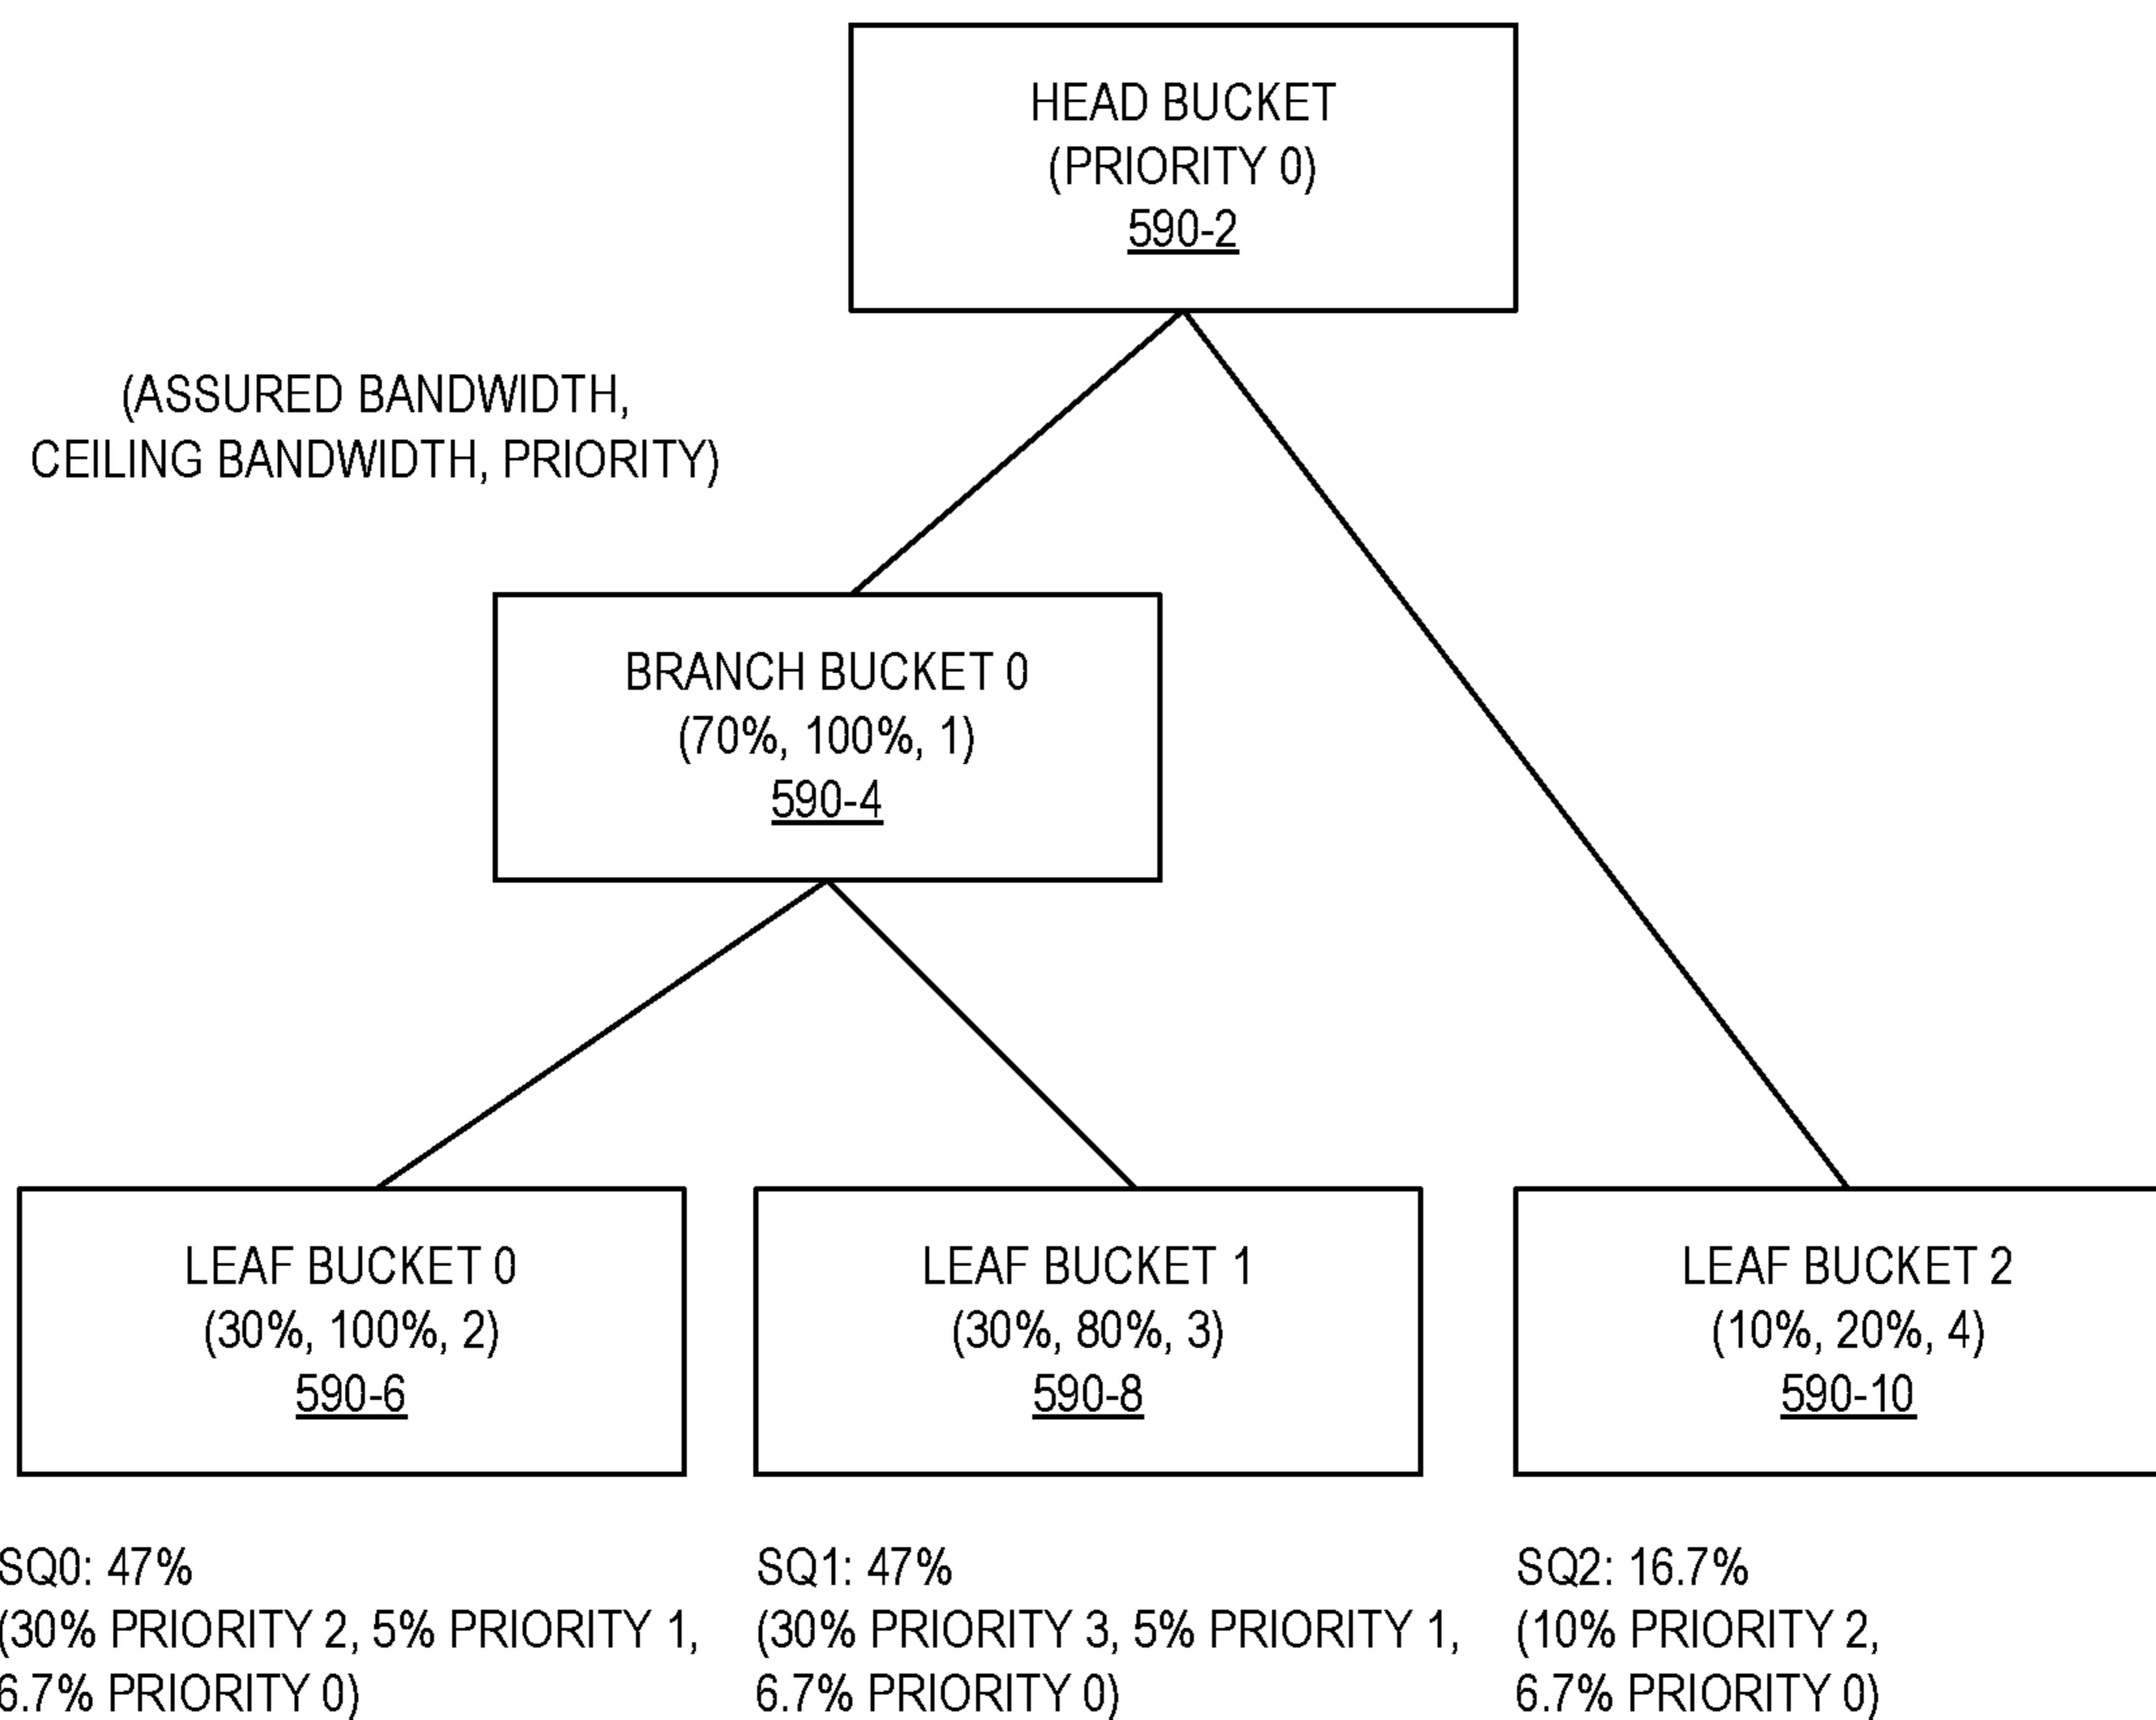 HEAD BUCKET
(PRIORITY 0)
590-2
(ASSURED BANDWIDTH,
CEILING BANDWIDTH, PRIORITY)
BRANCH BUCKET 0
(70%, 100%, 1)
590-4
LEAF BUCKET 0
(30%, 100%, 2)
590-6
LEAF BUCKET 1
(30%, 80%, 3)
590-8
LEAF BUCKET 2
(10%, 20%, 4)
590-10
SQ0: 47%
(30% PRIORITY 2, 5% PRIORITY 1,
6.7% PRIORITY 0)
SQ1: 47%
(30% PRIORITY 3, 5% PRIORITY 1,
6.7% PRIORITY 0)
SQ2: 16.7%
(10% PRIORITY 2,
6.7% PRIORITY 0)